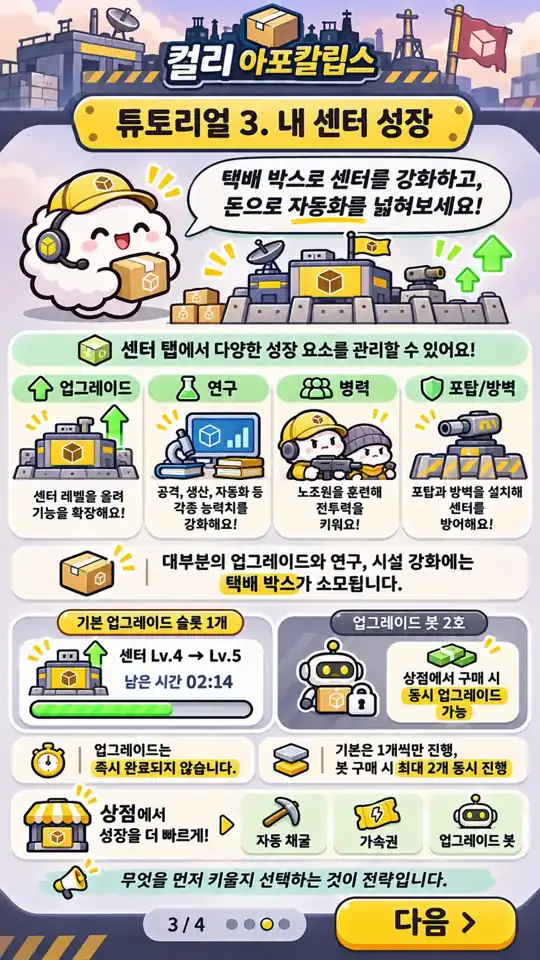 컬리 아포칼립스
튜토리얼 3. 내 센터 성장
택배 박스로 센터를 강화하고,
돈으로 자동화를 넓혀보세요!
센터 탭에서 다양한 성장 요소를 관리할 수 있어요!
업그레이드
센터 레벨을 올려
기능을 확장해요!
연구
공격, 생산, 자동화 등
각종 능력치를
강화해요!
병력
노조원을 훈련해
전투력을
키워요!
포탑/방벽
포탑과 방벽을 설치해
센터를
방어해요!
대부분의 업그레이드와 연구, 시설 강화에는
택배 박스가 소모됩니다.
기본 업그레이드 슬롯 1개
센터 Lv.4 → Lv.5
남은 시간 02:14
업그레이드 봇 2호
상점에서 구매 시
동시 업그레이드
가능
업그레이드는
즉시 완료되지 않습니다.
기본은 1개씩만 진행,
봇 구매 시 최대 2개 동시 진행
상점에서
성장을 더 빠르게!
자동 채굴
가속권
업그레이드 봇
무엇을 먼저 키울지 선택하는 것이 전략입니다.
3 / 4
다음 >